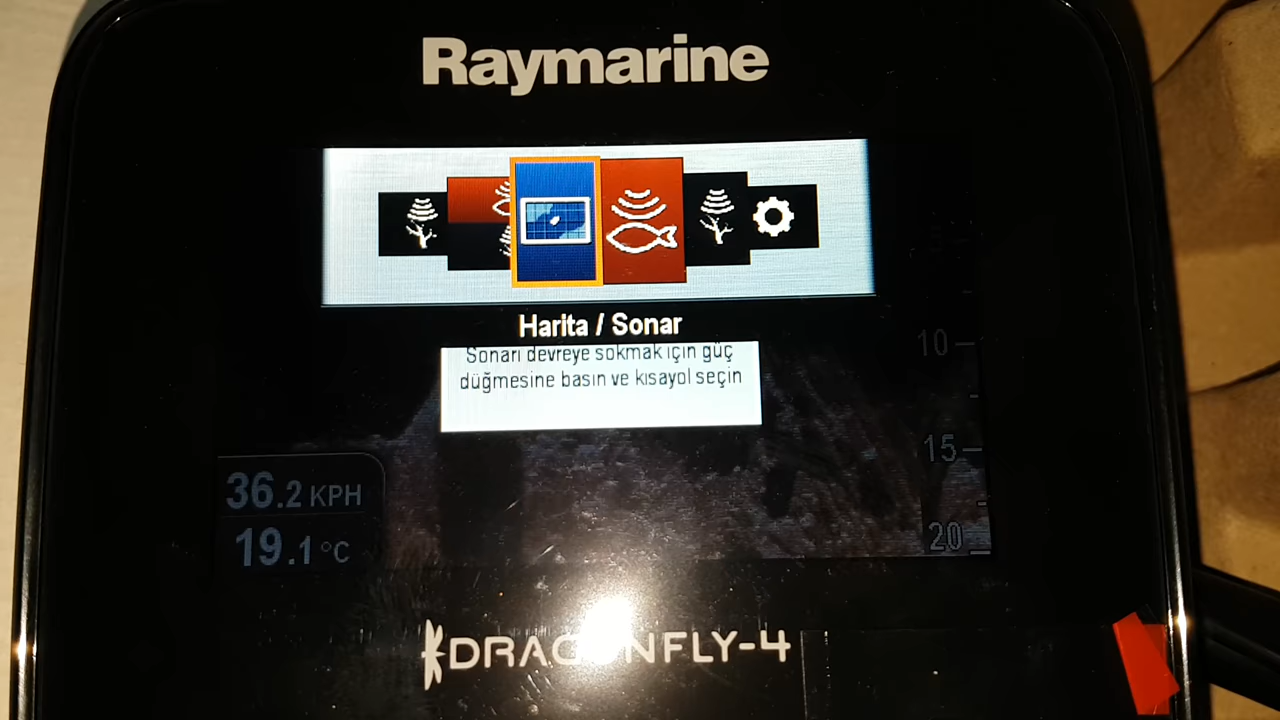 Raymarine
Harita / Sonar
Sonarı devreye sokmak için güç
düğmesine basın ve kısayol seçin
10
15
36.2 KPH
19.1°C
20
DRAGONFLY-4